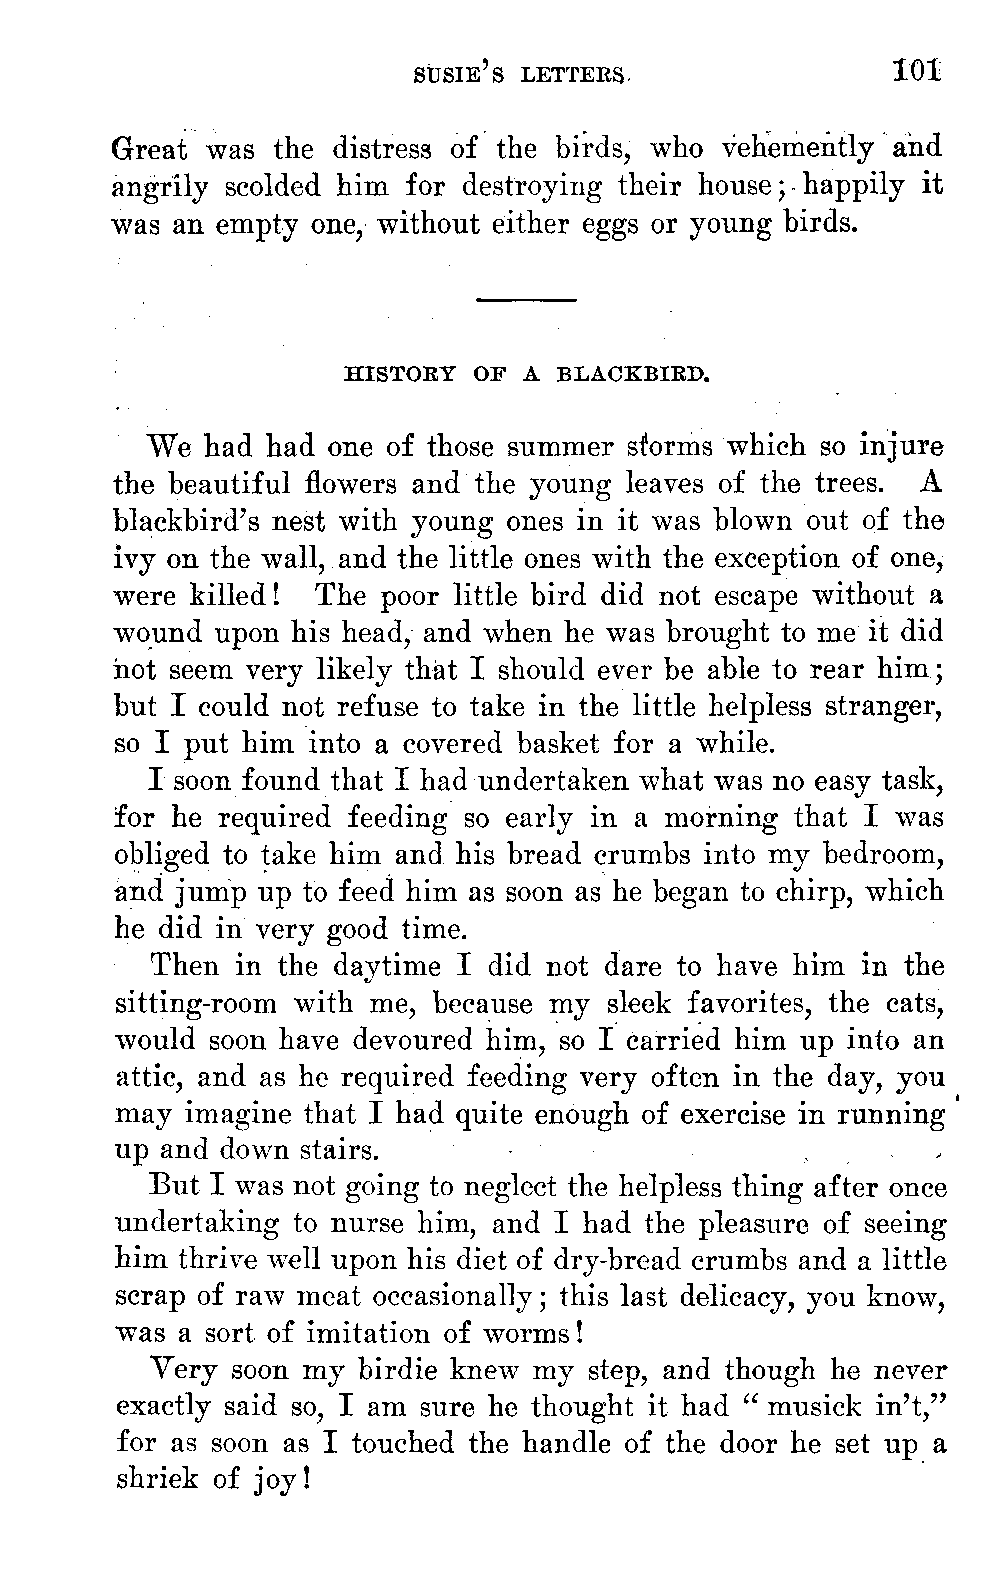 SUSIE'S LETTERS. 101
Great was the distress of the birds, who vehemently and
angrily scolded him for destroying their house; happily it
was an empty one, without either eggs or young birds.
HISTORY OF A BLACKBIRD.
We had had one of those summer storms which so injure
the beautiful flowers and the young leaves of the trees. A
blackbird's nest with young ones in it was blown out of the
ivy on the wall, and the little ones with the exception of one,
were killed! The poor little bird did not escape without a
wound upon his head, and when he was brought to me it did
not seem very likely that I should ever be able to rear him;
but I could not refuse to take in the little helpless stranger,
so I put him into a covered basket for a while.
I soon found that I had undertaken what was no easy task,
for he required feeding so early in a morning that I was
obliged to take him and his bread crumbs into my bedroom,
and jump up to feed him as soon as he began to chirp, which
he did in very good time.
Then in the daytime I did not dare to have him in the
sitting-room with me, because my sleek favorites, the cats,
would soon have devoured him, so I carried him up into an
attic, and as he required feeding very often in the day, you
may imagine that I had quite enough of exercise in running
up and down stairs.
But I was not going to neglect the helpless thing after once
undertaking to nurse him, and I had the pleasure of seeing
him thrive well upon his diet of dry-bread crumbs and a little
scrap of raw meat occasionally; this last delicacy, you know,
was a sort of imitation of worms!
Very soon my birdie knew my step, and though he never
exactly said so, I am sure he thought it had "musick in't,"
for as soon as I touched the handle of the door he set up a
shriek of joy!